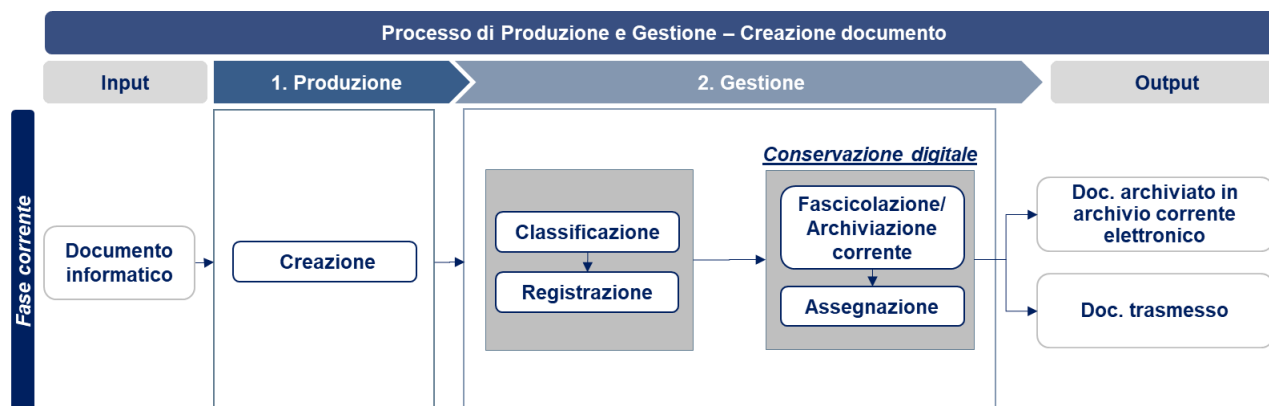 Processo di Produzione e Gestione – Creazione documento
Input
1. Produzione
2. Gestione
Output
Fase corrente
Documento
informatico
Creazione
Classificazione
Registrazione
Conservazione digitale
Fascicolazione/
Archiviazione
corrente
Assegnazione
Doc. archiviato in
archivio corrente
elettronico
Doc. trasmesso